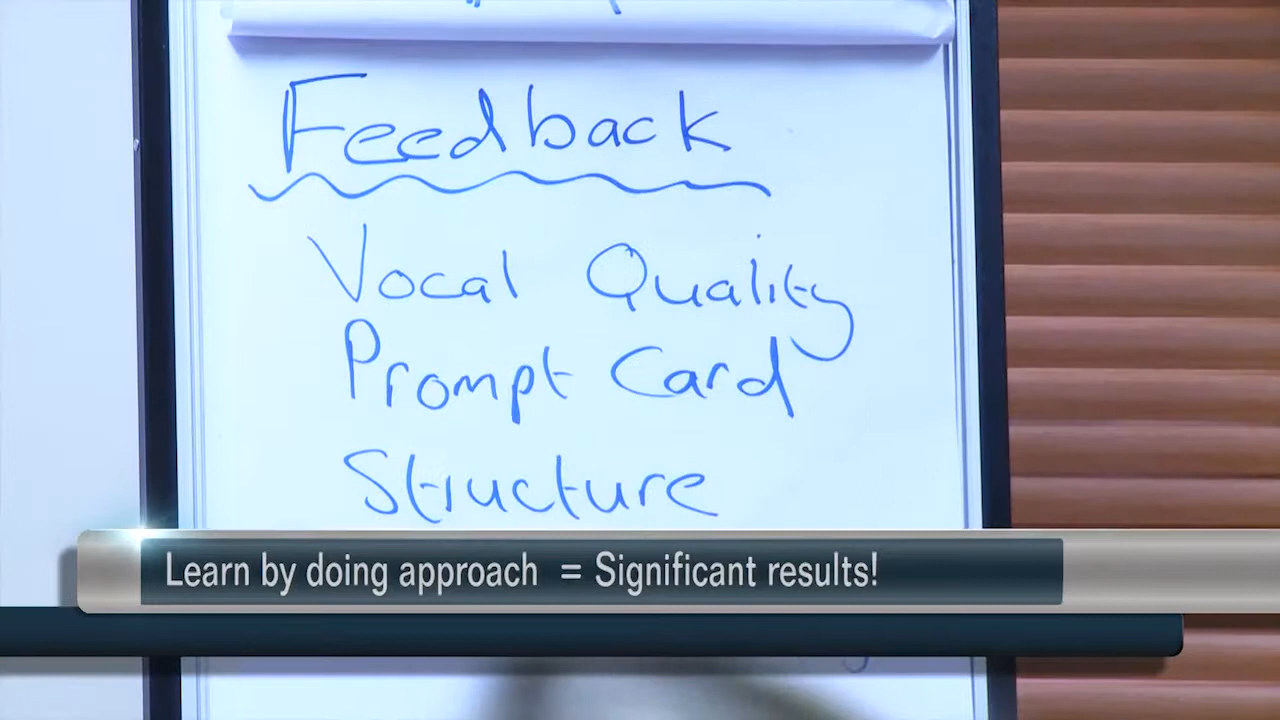 Feedback
Vocal Quality
Prompt Card
Structure
Learn by doing approach = Significant results!